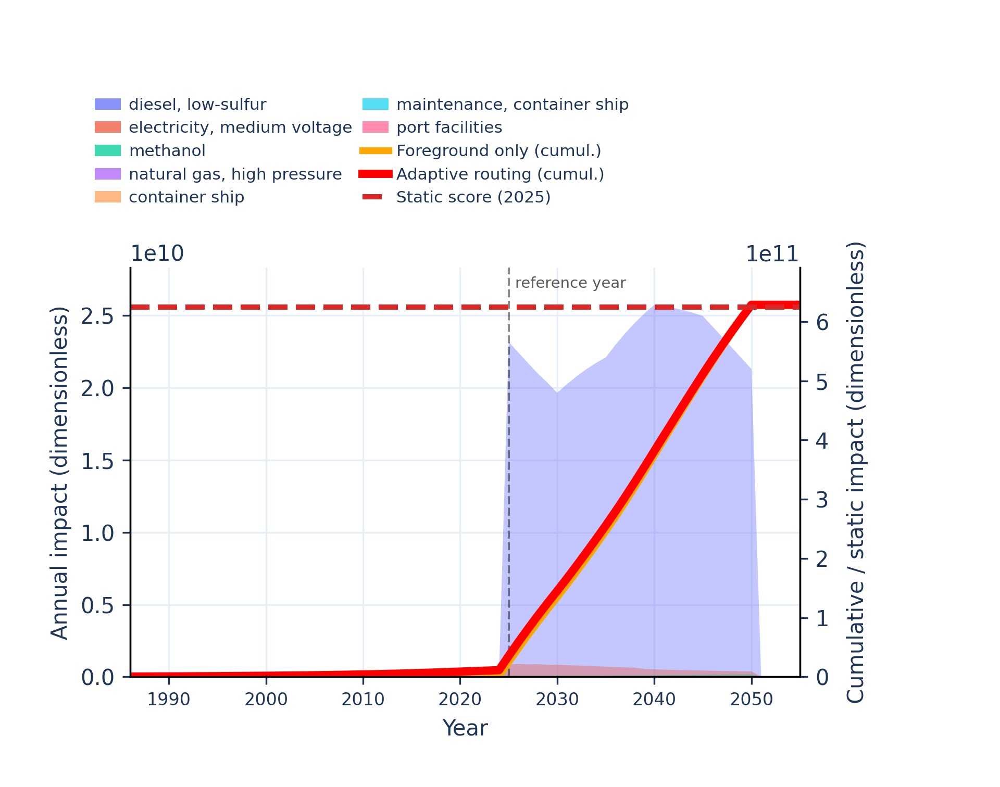 diesel, low-sulfur
electricity, medium voltage
methanol
natural gas, high pressure
container ship
maintenance, container ship
port facilities
Foreground only (cumul.)
Adaptive routing (cumul.)
Static score (2025)
1e10
1e11
reference year
Annual impact (dimensionless)
2.5
2.0
1.5
1.0
0.5
0.0
Cumulative / static impact (dimensionless)
6
5
4
3
2
1
0
1990 2000 2010 2020 2030 2040 2050
Year